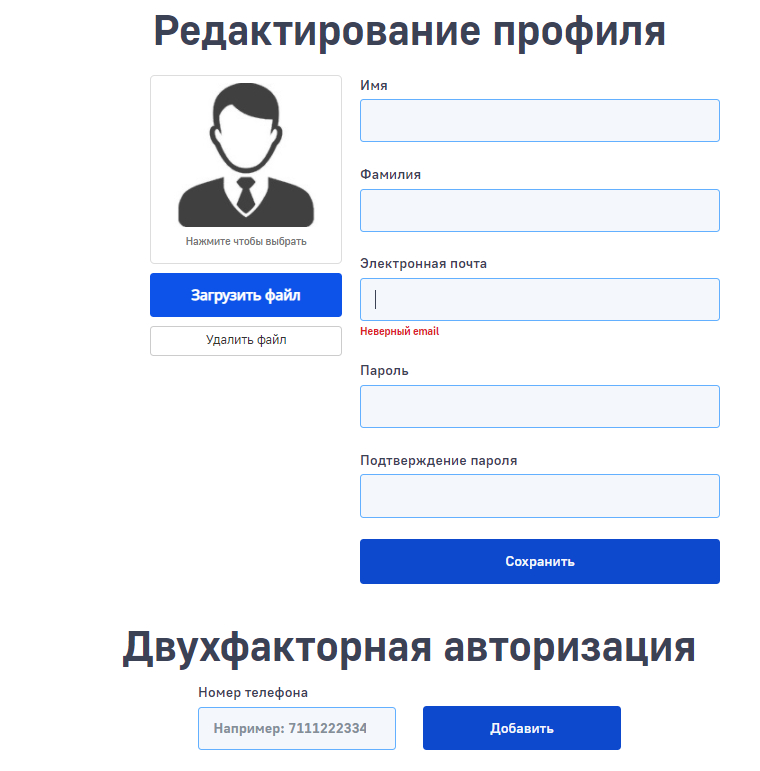 Редактирование профиля
Нажмите чтобы выбрать
Загрузить файл
Удалить файл
Имя
Фамилия
Электронная почта
Неверный email
Пароль
Подтверждение пароля
Сохранить
Двухфакторная авторизация
Номер телефона
Например: 7111222334
Добавить